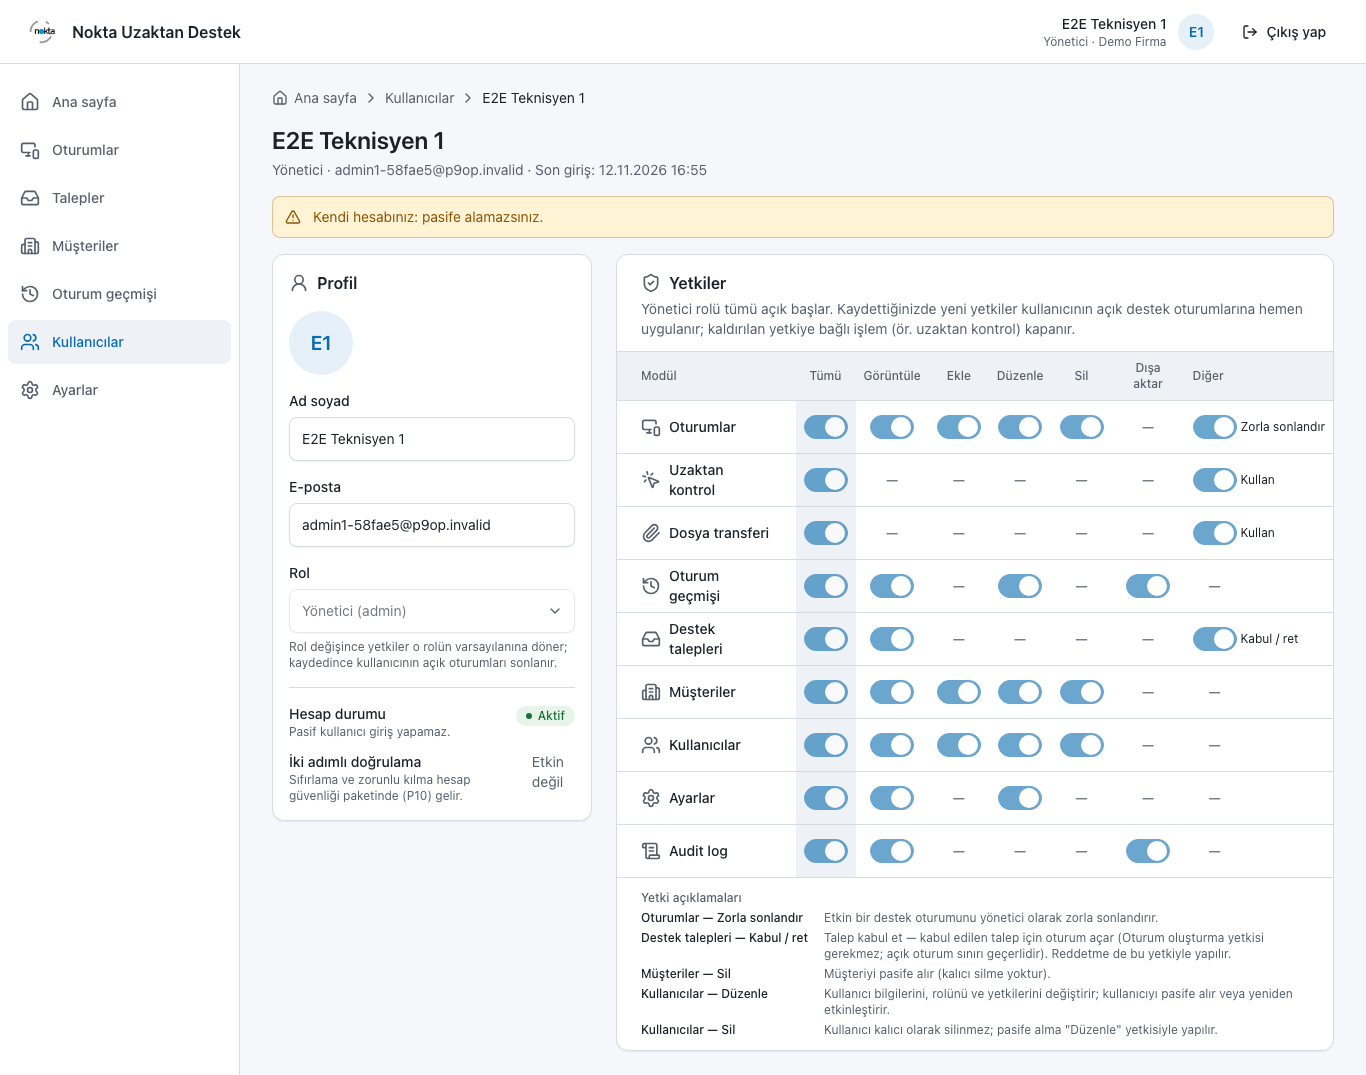 nokta
Nokta Uzaktan Destek
E2E Teknisyen 1
Yönetici · Demo Firma
E1
Çıkış yap
Ana sayfa
Oturumlar
Talepler
Müşteriler
Oturum geçmişi
Kullanıcılar
Ayarlar
Ana sayfa
Kullanıcılar
E2E Teknisyen 1
E2E Teknisyen 1
Yönetici · admin1-58fae5@p9op.invalid · Son giriş: 12.11.2026 16:55
Kendi hesabınız: pasife alamazsınız.
Profil
E1
Ad soyad
E2E Teknisyen 1
E-posta
admin1-58fae5@p9op.invalid
Rol
Yönetici (admin)
Rol değişince yetkiler o rolün varsayılanına döner;
kaydedince kullanıcının açık oturumları sonlanır.
Hesap durumu
Aktif
Pasif kullanıcı giriş yapamaz.
İki adımlı doğrulama
Etkin
değil
Sıfırlama ve zorunlu kılma hesap
güvenliği paketinde (P10) gelir.
Yetkiler
Yönetici rolü tümü açık başlar. Kaydettiğinizde yeni yetkiler kullanıcının açık destek oturumlarına hemen
uygulanır; kaldırılan yetkiye bağlı işlem (ör. uzaktan kontrol) kapanır.
Modül Tümü Görüntüle Ekle Düzenle Sil Dışa aktar Diğer
Oturumlar — Zorla sonlandır
Uzaktan
kontrol — — — — — Kullan
Dosya transferi — — — — — Kullan
Oturum
geçmişi — — —
Destek
talepleri — — — — Kabul / ret
Müşteriler — —
Kullanıcılar — —
Ayarlar — — — —
Audit log — — — —
Yetki açıklamaları
Oturumlar — Zorla sonlandır Etkin bir destek oturumunu yönetici olarak zorla sonlandırır.
Destek talepleri — Kabul / ret Talep kabul et — kabul edilen talep için oturum açar (Oturum oluşturma yetkisi
gerekmez; açık oturum sınırı geçerlidir). Reddetme de bu yetkiyle yapılır.
Müşteriler — Sil Müşteriyi pasife alır (kalıcı silme yoktur).
Kullanıcılar — Düzenle Kullanıcı bilgilerini, rolünü ve yetkilerini değiştirir; kullanıcıyı pasife alır veya yeniden
etkinleştirir.
Kullanıcılar — Sil Kullanıcı kalıcı olarak silinmez; pasife alma "Düzenle" yetkisiyle yapılır.